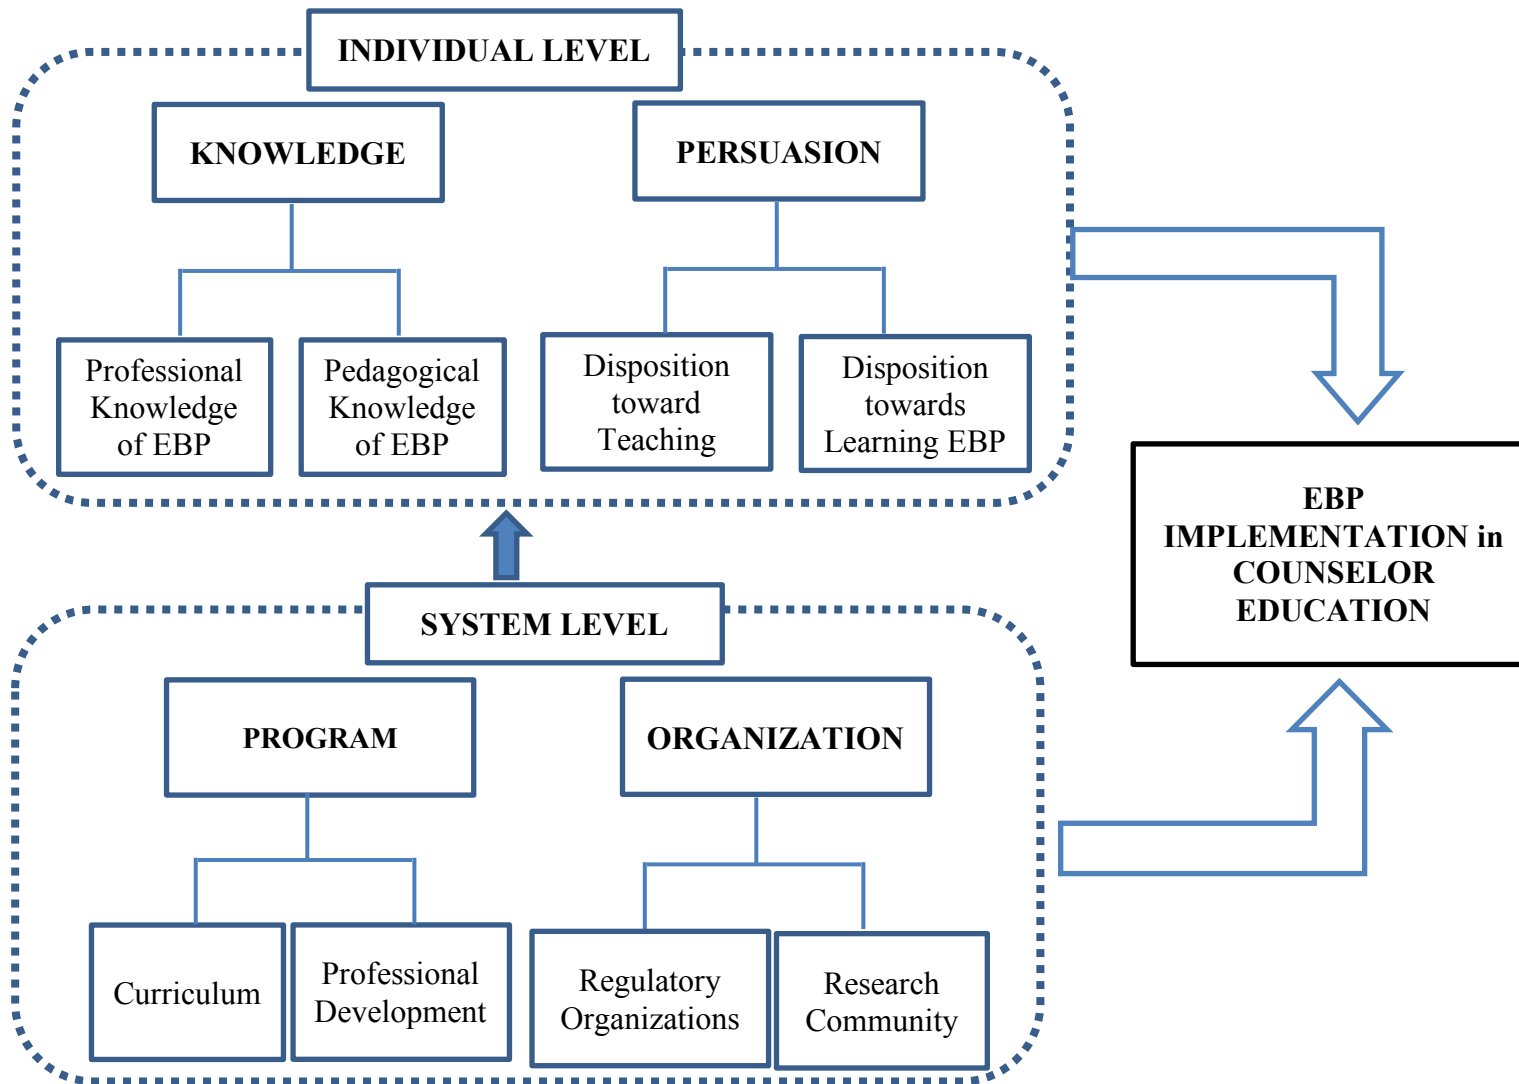 INDIVIDUAL LEVEL
KNOWLEDGE
PERSUASION
Professional
Knowledge
of EBP
Pedagogical
Knowledge
of EBP
Disposition
toward
Teaching
Disposition
towards
Learning EBP
EBP
IMPLEMENTATION in
COUNSELOR
EDUCATION
SYSTEM LEVEL
PROGRAM
ORGANIZATION
Curriculum
Professional
Development
Regulatory
Organizations
Research
Community